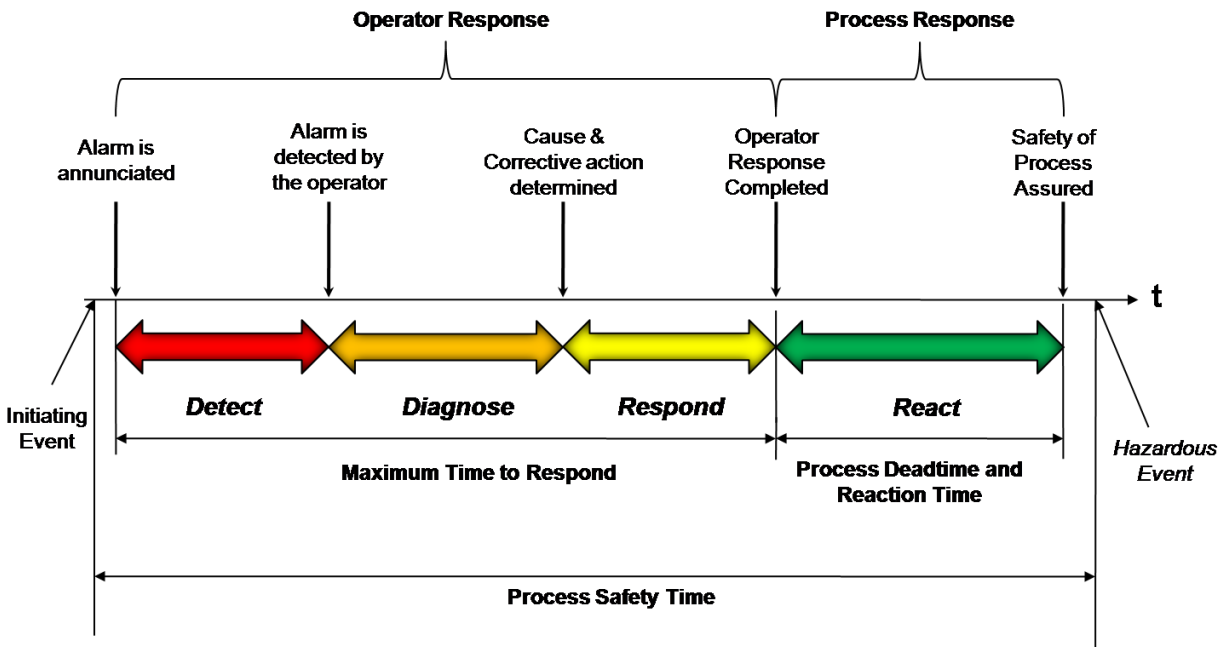 Operator Response
Process Response
Alarm is
annunciated
Alarm is
detected by
the operator
Cause &
Corrective action
determined
Operator
Response
Completed
Safety of
Process
Assured
t
Initiating
Event
Detect
Diagnose
Respond
React
Hazardous
Event
Maximum Time to Respond
Process Deadtime and
Reaction Time
Process Safety Time